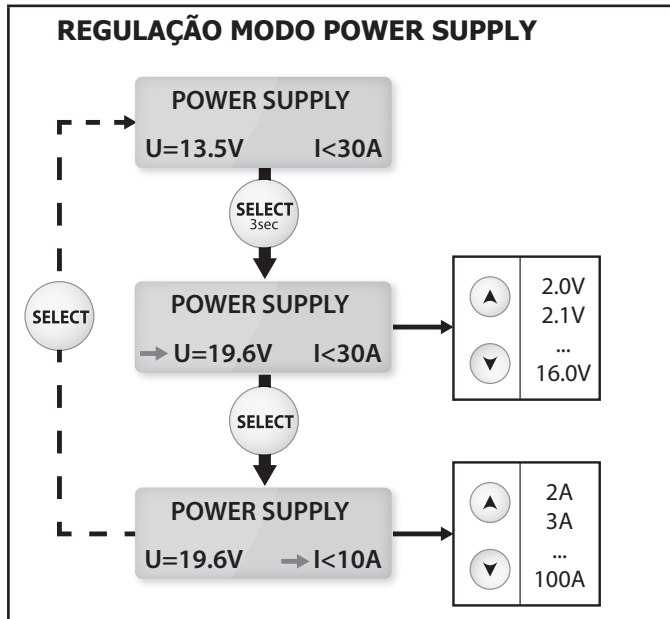 REGULAÇÃO MODO POWER SUPPLY
POWER SUPPLY
U=13.5V I<30A
SELECT
3sec
POWER SUPPLY
U=19.6V I<30A
2.0V
2.1V
...
16.0V
SELECT
SELECT
POWER SUPPLY
U=19.6V I<10A
2A
3A
...
100A